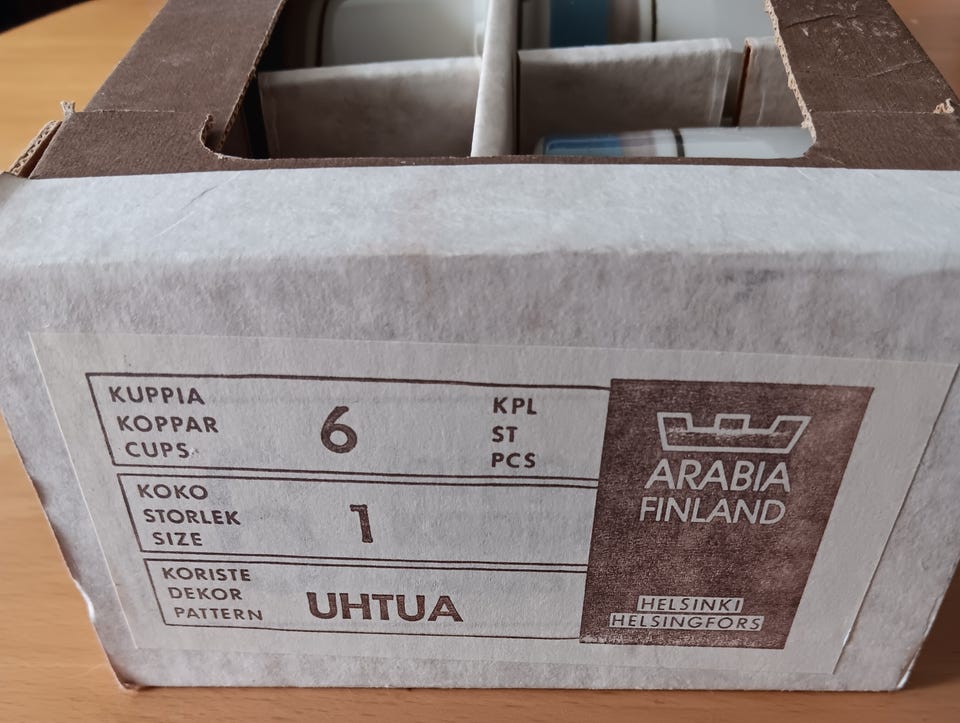 KUPPIA
KOPPAR
CUPS
6
KPL
ST
PCS
KOKO
STORLEK
SIZE
1
KORISTE
DEKOR
PATTERN
UHTUA
ARABIA
FINLAND
HELSINKI
HELSINGFORS